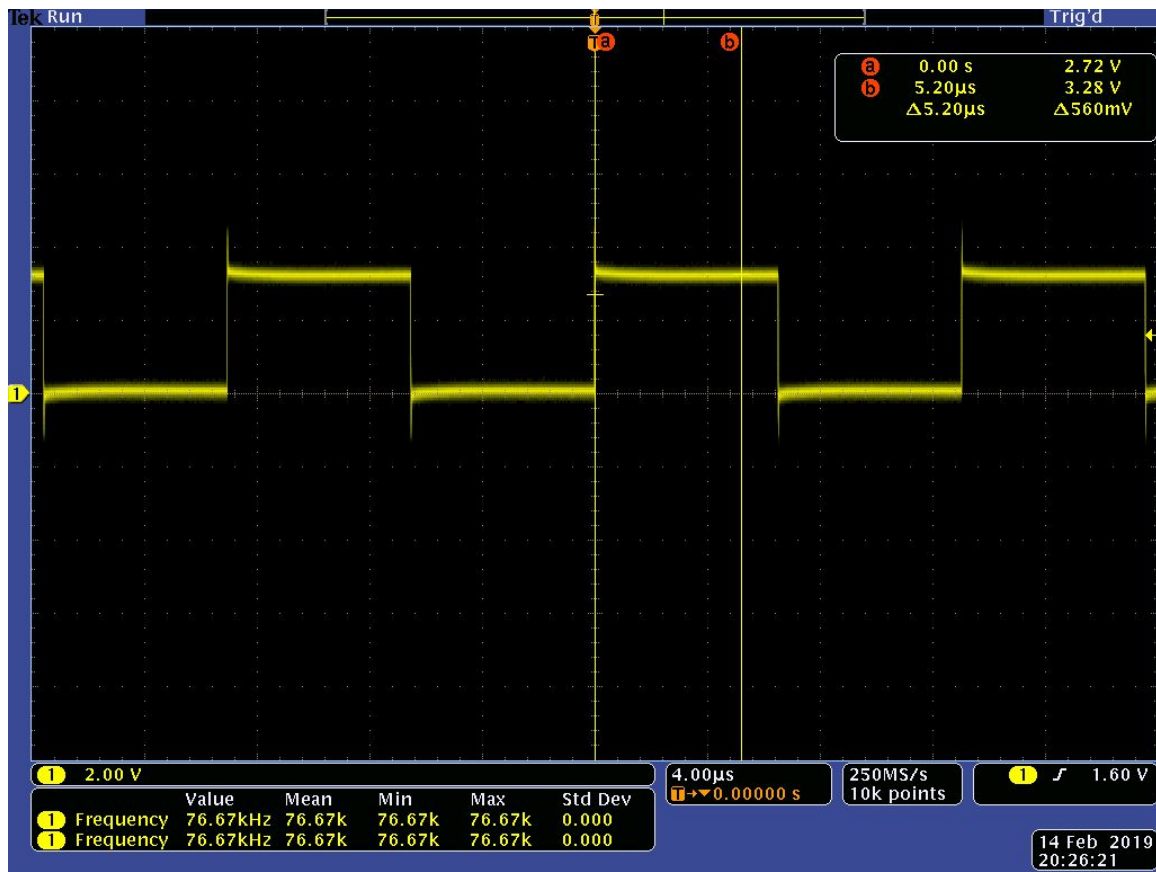 Tek Run Trig'd
T
T a b
a 0.00 s 2.72 V
b 5.20µs 3.28 V
Δ5.20µs Δ560mV
1
1 2.00 V
4.00µs
T→▼0.00000 s
250MS/s
10k points
1 ∫ 1.60 V
Value Mean Min Max Std Dev
1 Frequency 76.67kHz 76.67k 76.67k 76.67k 0.000
1 Frequency 76.67kHz 76.67k 76.67k 76.67k 0.000
14 Feb 2019
20:26:21